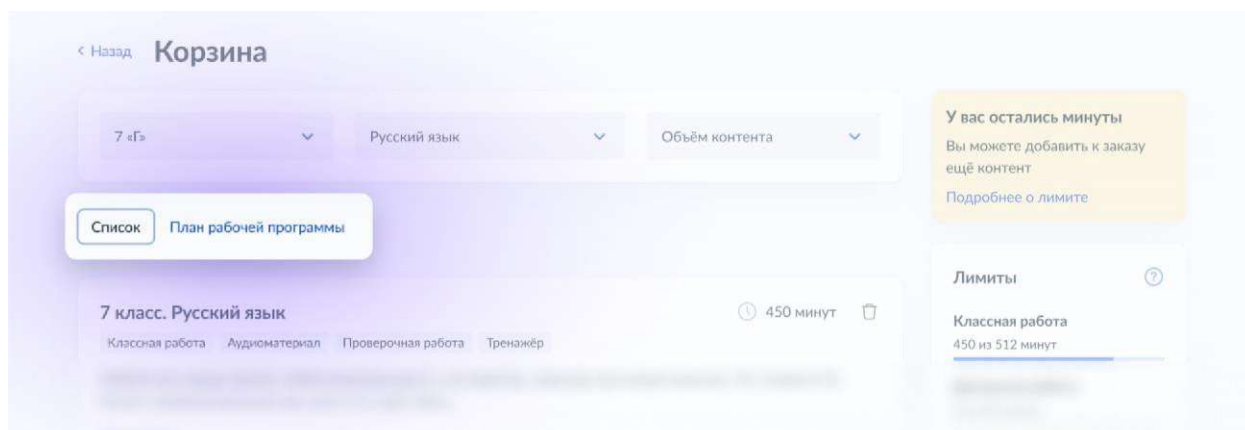 Назад Корзина
7 «Г» Русский язык Объём контента
Список План рабочей программы
7 класс. Русский язык 450 минут
Классная работа Аудиоматериал Проверочная работа Тренажёр
У вас остались минуты
Вы можете добавить к заказу
ещё контент
Подробнее о лимите
Лимиты
Классная работа
450 из 512 минут